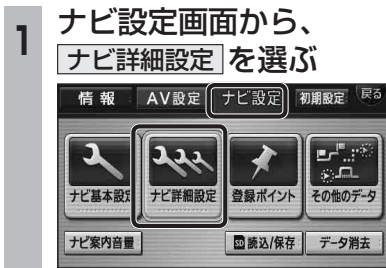 1
ナビ設定画面から、
ナビ詳細設定 を選ぶ
情報 AV設定 ナビ設定 初期設定 戻る
ナビ基本設定 ナビ詳細設定 登録ポイント その他のデータ
ナビ案内音量 SD読込/保存 データ消去